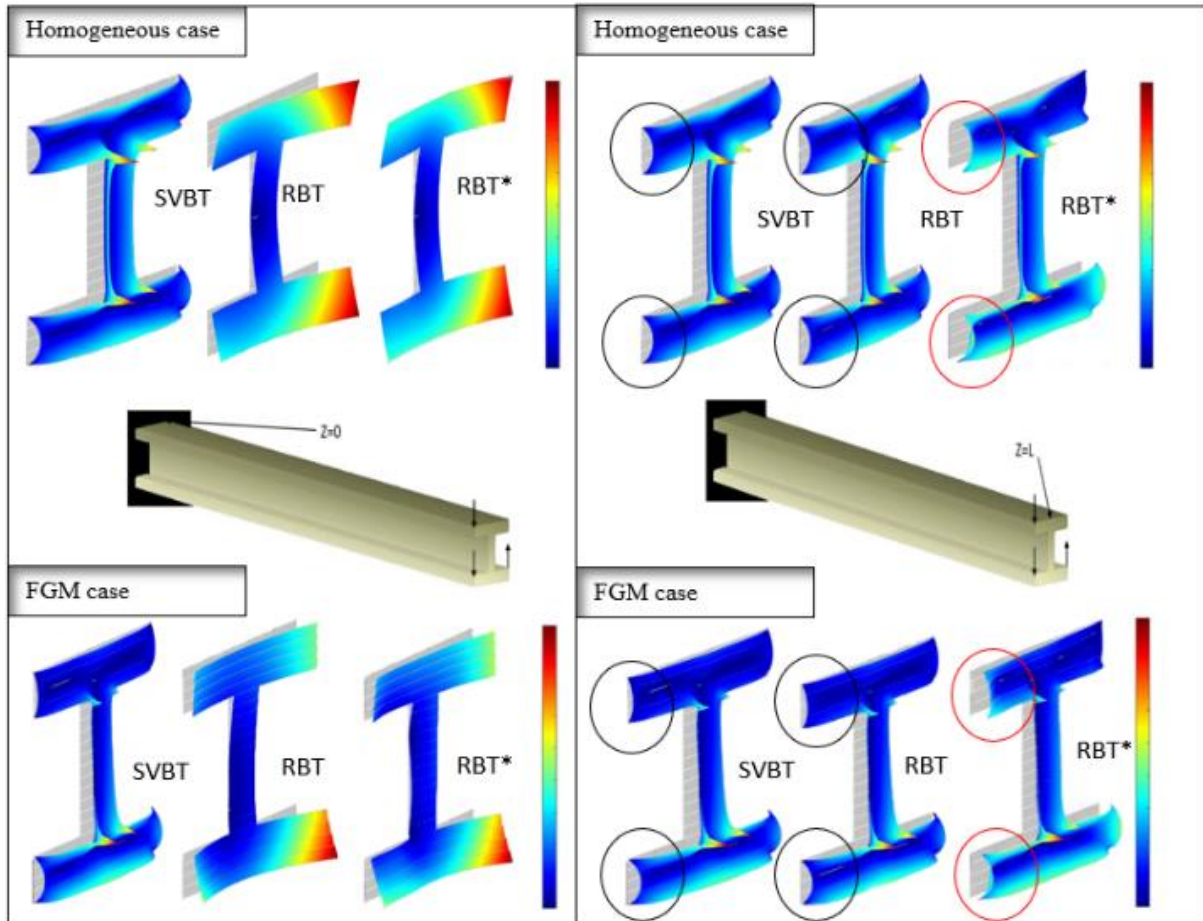 Homogeneous case
SVBT
RBT
RBT*
Z=0
FGM case
SVBT
RBT
RBT*
Homogeneous case
SVBT
RBT
RBT*
Z=L
FGM case
SVBT
RBT
RBT*